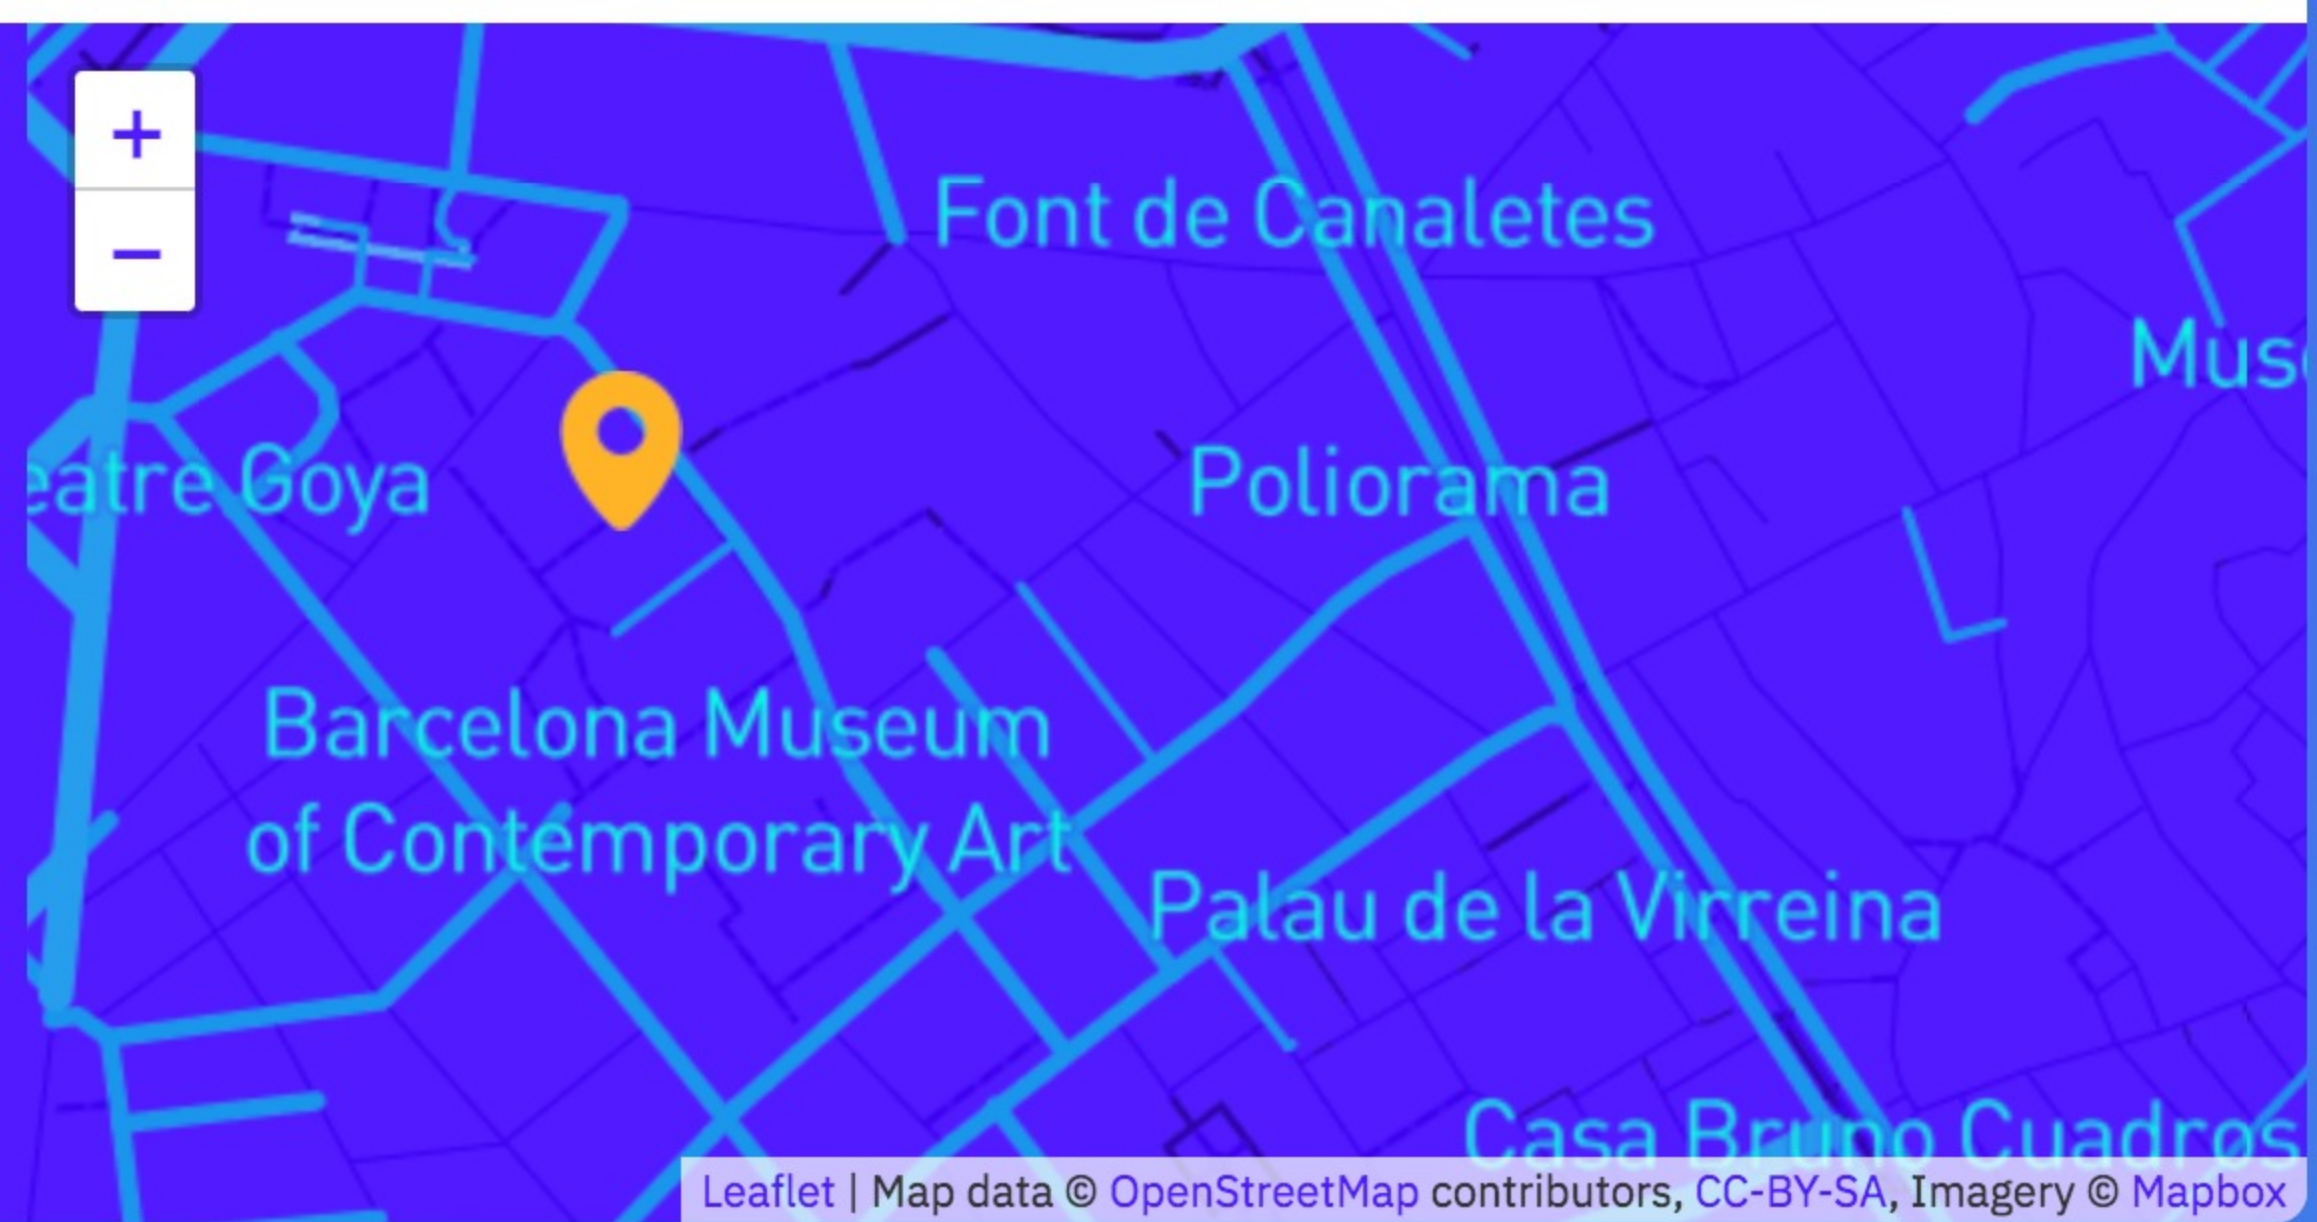 +
−
Font de Canaletes
Mus
eatre Goya
Poliorama
Barcelona Museum
of Contemporary Art
Palau de la Virreina
Casa Bruno Cuadros
Leaflet | Map data © OpenStreetMap contributors, CC-BY-SA, Imagery © Mapbox